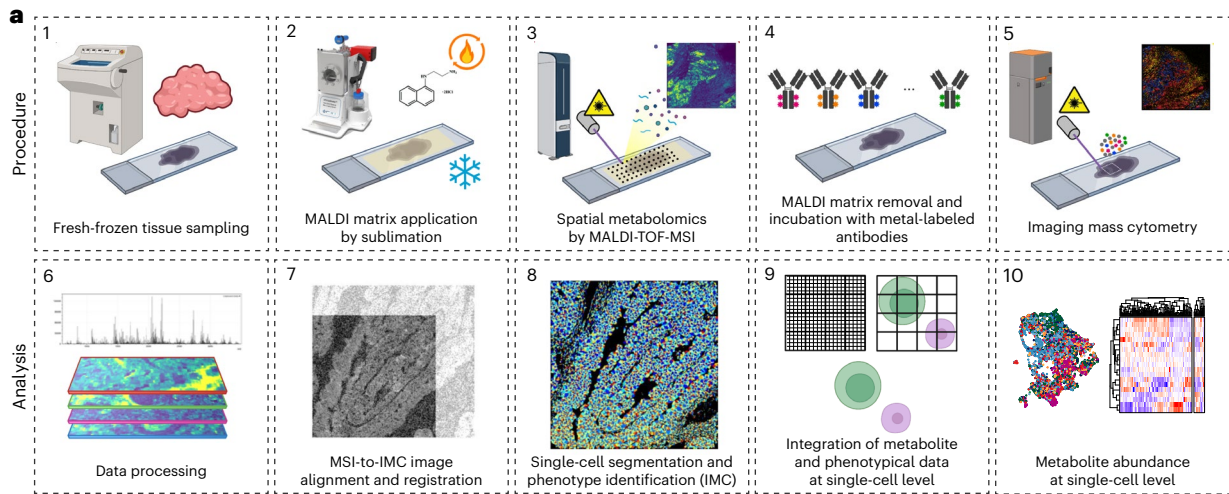 a
Procedure
1
Fresh-frozen tissue sampling
2
HN
NH₂
·HCl
MALDI matrix application
by sublimation
3
Spatial metabolomics
by MALDI-TOF-MSI
4
...
MALDI matrix removal and
incubation with metal-labeled
antibodies
5
Imaging mass cytometry
Analysis
6
Data processing
7
MSI-to-IMC image
alignment and registration
8
Single-cell segmentation and
phenotype identification (IMC)
9
Integration of metabolite
and phenotypical data
at single-cell level
10
Metabolite abundance
at single-cell level